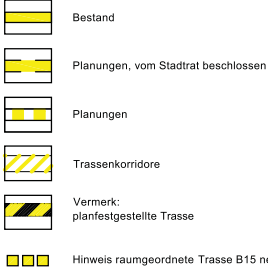 Bestand
Planungen, vom Stadtrat beschlossen
Planungen
Trassenkorridore
Vermerk:
planfestgestellte Trasse
Hinweis raumgeordnete Trasse B15